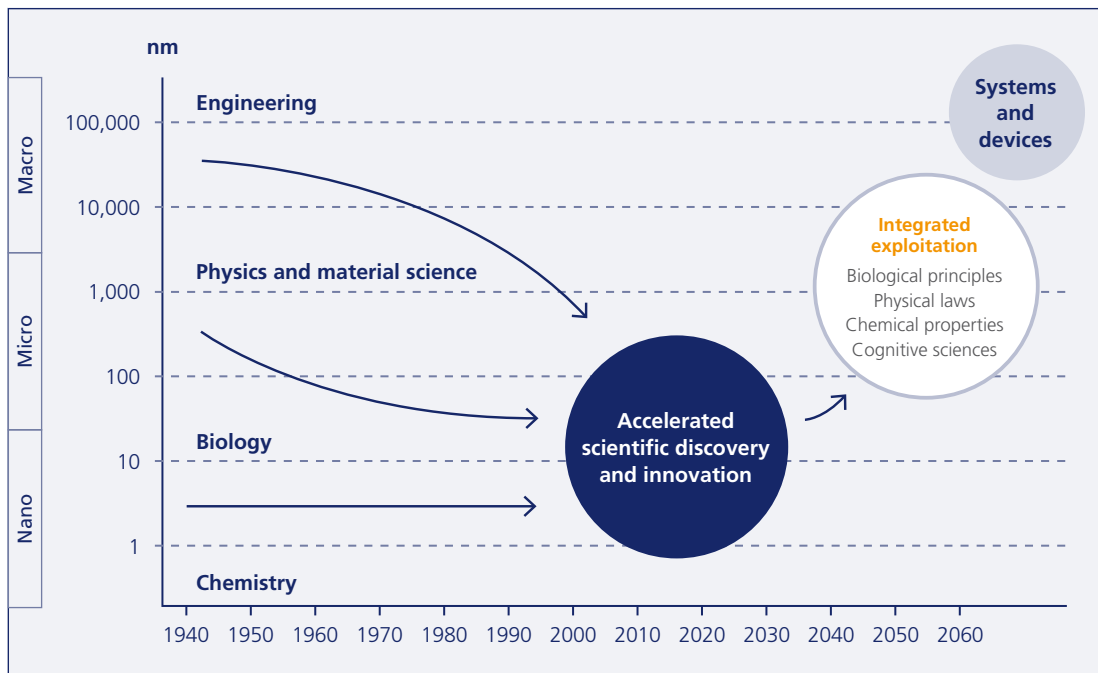 nm
Macro
Micro
Nano
100,000
10,000
1,000
100
10
1
Engineering
Physics and material science
Biology
Chemistry
Accelerated
scientific discovery
and innovation
Integrated
exploitation
Biological principles
Physical laws
Chemical properties
Cognitive sciences
Systems
and
devices
1940 1950 1960 1970 1980 1990 2000 2010 2020 2030 2040 2050 2060